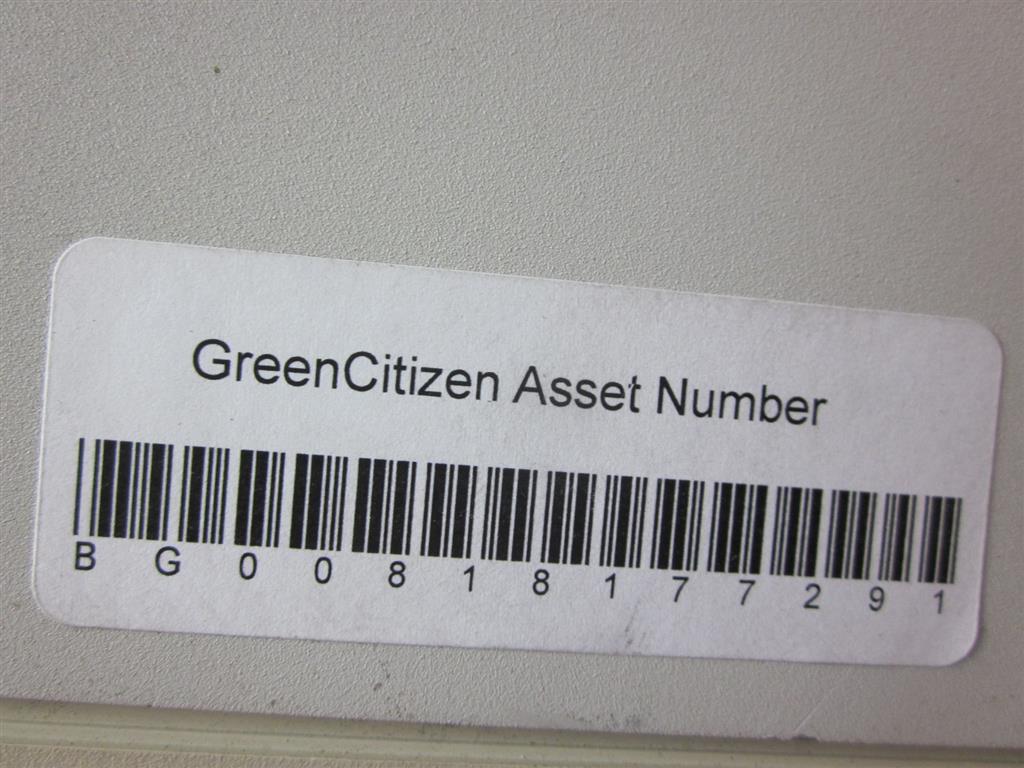 GreenCitizen Asset Number
B G 0 0 8 1 8 1 7 7 2 9 1